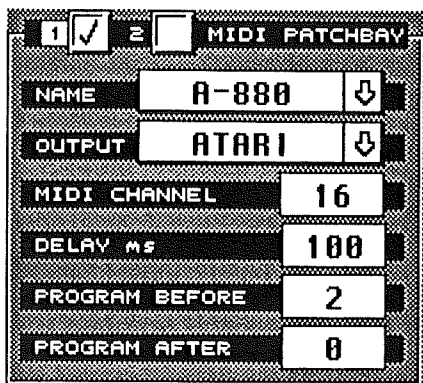 1 2 MIDI PATCHBAY
NAME A-880
OUTPUT ATARI
MIDI CHANNEL 16
DELAY ms 100
PROGRAM BEFORE 2
PROGRAM AFTER 0